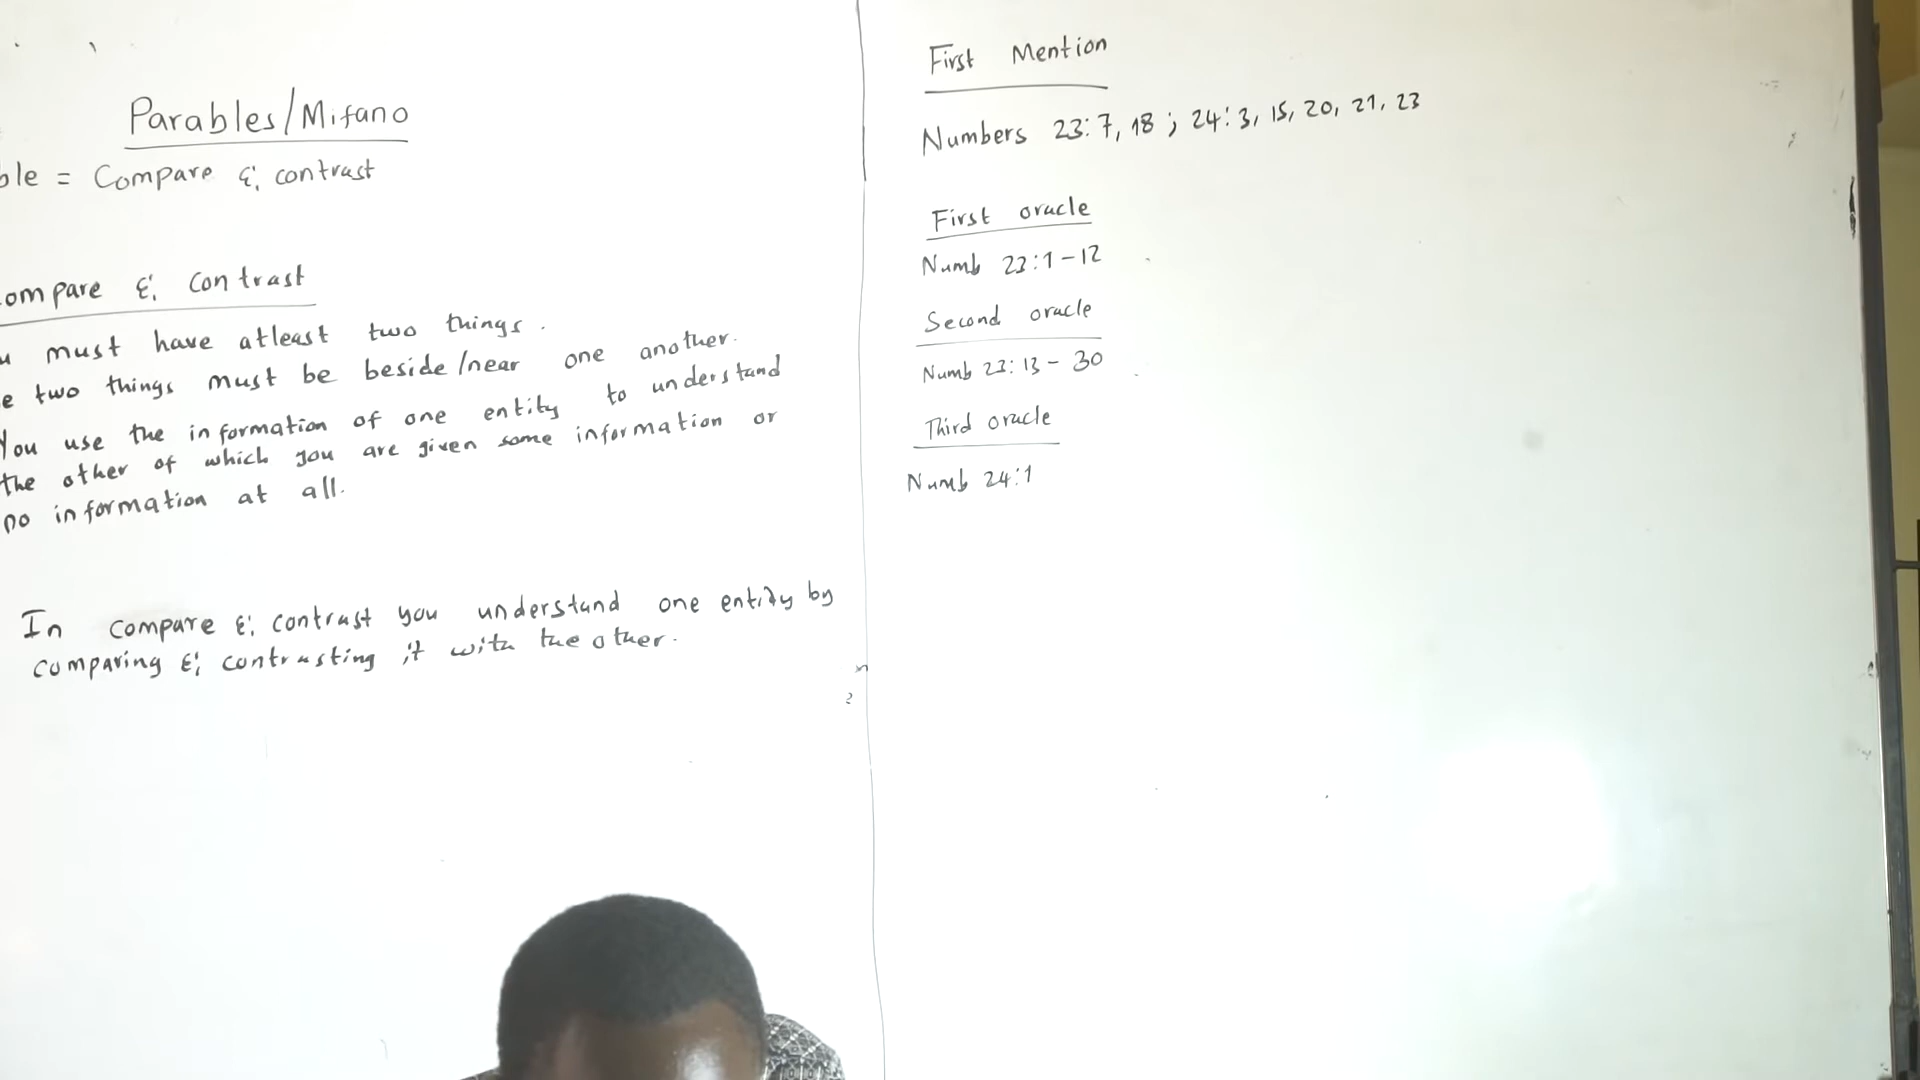 Parables/Mifano
ble = Compare & contrast
ompare & contrast
u must have atleast two things.
e two things must be beside/near one another.
You use the information of one entity to understand
the other of which you are given some information or
no information at all.
In compare & contrast you understand one entity by
comparing & contrasting it with the other.
First Mention
Numbers 23:7, 18 ; 24:3, 15, 20, 21, 23
First oracle
Numb 23:1-12
Second oracle
Numb 23:13-30
Third oracle
Numb 24:1